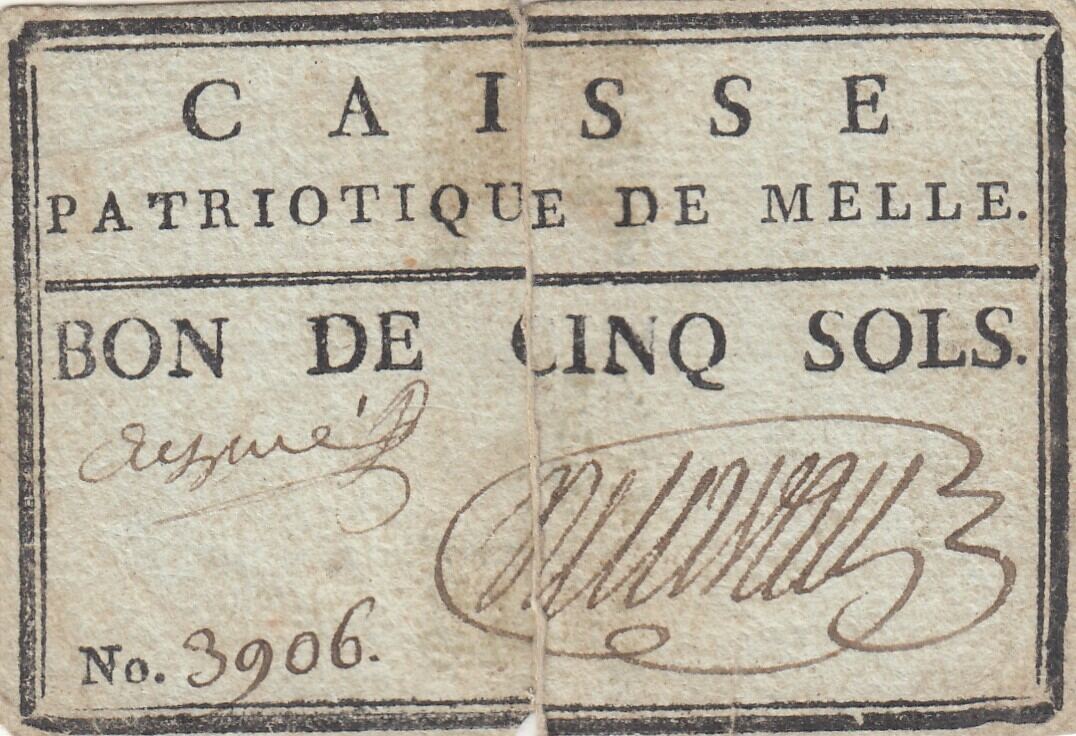 CAISSE
PATRIOTIQUE DE MELLE.
BON DE CINQ SOLS.
No. 3906.